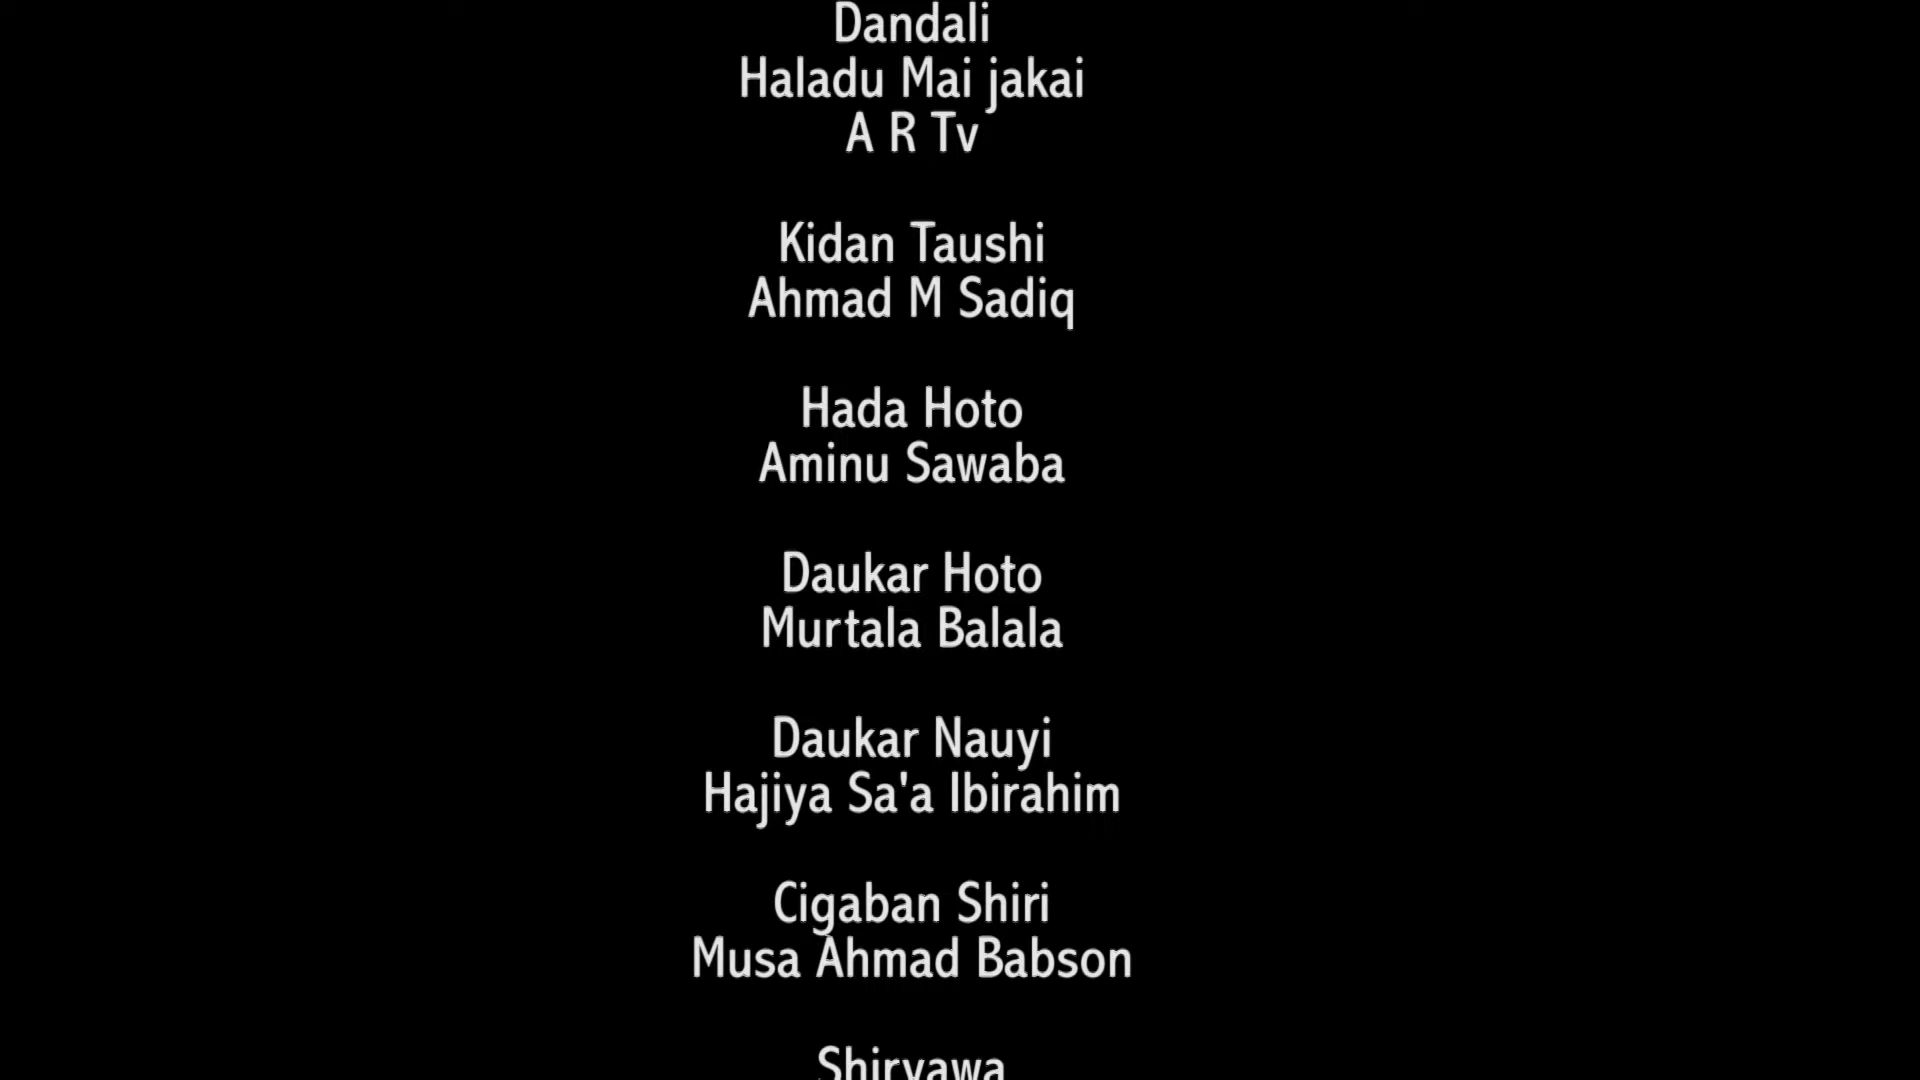 Dandali
Haladu Mai jakai
A R Tv
Kidan Taushi
Ahmad M Sadiq
Hada Hoto
Aminu Sawaba
Daukar Hoto
Murtala Balala
Daukar Nauyi
Hajiya Sa'a Ibirahim
Cigaban Shiri
Musa Ahmad Babson
Shiryawa